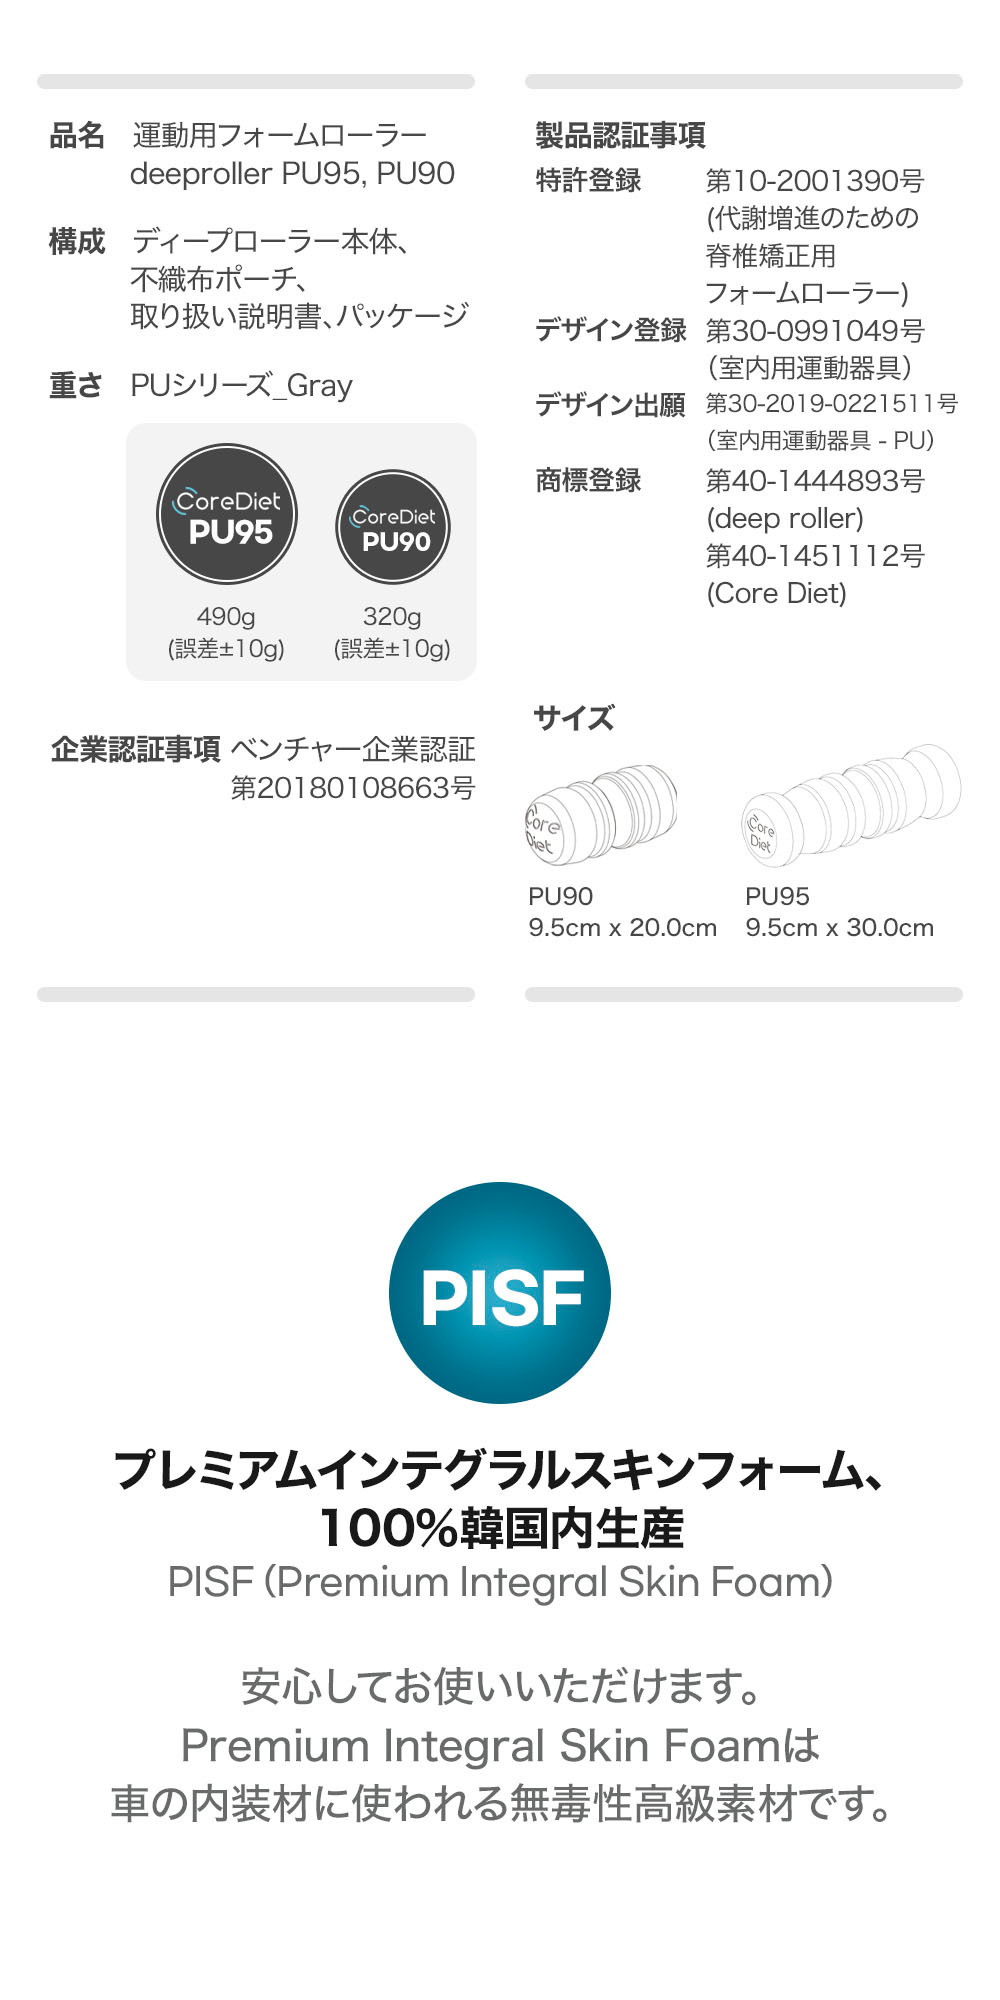 品名 運動用フォームローラー
deeproller PU95, PU90
構成 ディープローラー本体、
不織布ポーチ、
取り扱い説明書、パッケージ
重さ PUシリーズ_Gray
CoreDiet
PU95
CoreDiet
PU90
490g
(誤差±10g)
320g
(誤差±10g)
企業認証事項 ベンチャー企業認証
第20180108663号
製品認証事項
特許登録 第10-2001390号
(代謝増進のための
脊椎矯正用
フォームローラー)
デザイン登録 第30-0991049号
（室内用運動器具）
デザイン出願 第30-2019-0221511号
（室内用運動器具 - PU）
商標登録 第40-1444893号
(deep roller)
第40-1451112号
(Core Diet)
サイズ
Core
Diet
Core
Diet
PU90
9.5cm x 20.0cm
PU95
9.5cm x 30.0cm
PISF
プレミアムインテグラルスキンフォーム、
100%韓国内生産
PISF (Premium Integral Skin Foam)
安心してお使いいただけます。
Premium Integral Skin Foamは
車の内装材に使われる無毒性高級素材です。